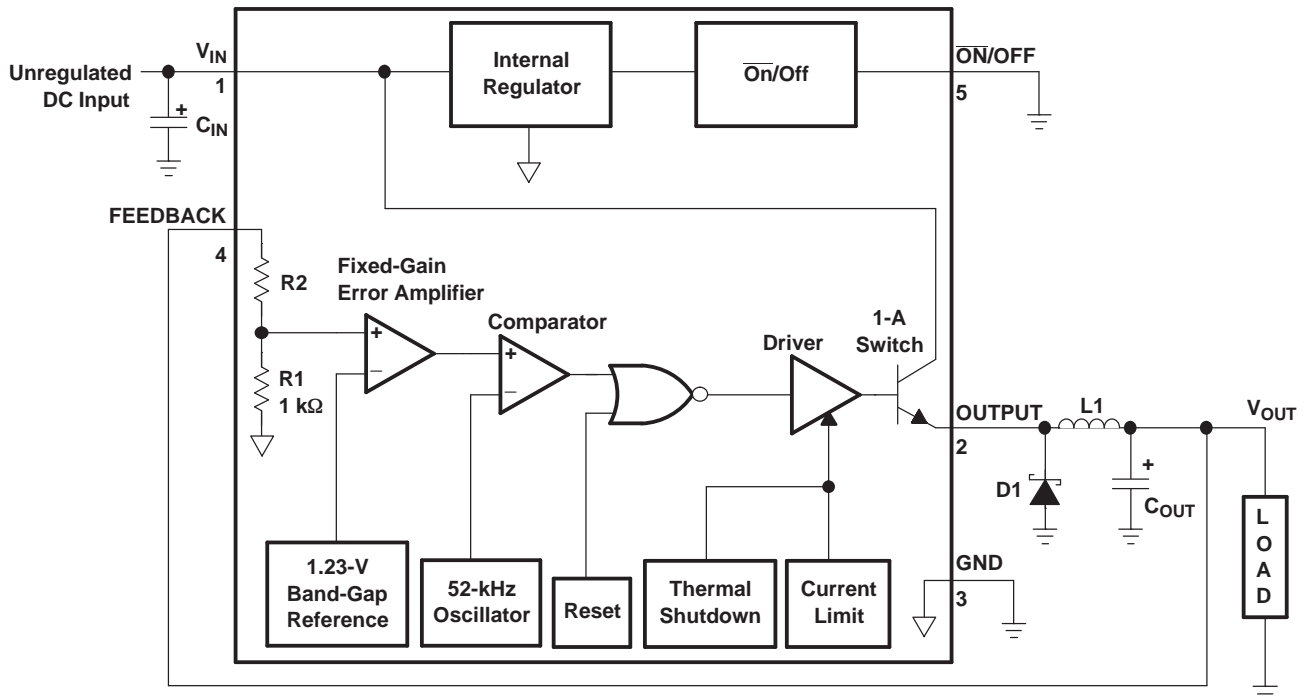 V_IN
1
Unregulated
DC Input
+
C_IN
Internal
Regulator
O̅n̅/Off
O̅N̅/OFF
5
FEEDBACK
4
R2
R1
1 kΩ
Fixed-Gain
Error Amplifier
+
−
Comparator
+
−
Driver
1-A
Switch
OUTPUT
2
L1
V_OUT
D1
+
C_OUT
LOAD
1.23-V
Band-Gap
Reference
52-kHz
Oscillator
Reset
Thermal
Shutdown
Current
Limit
GND
3